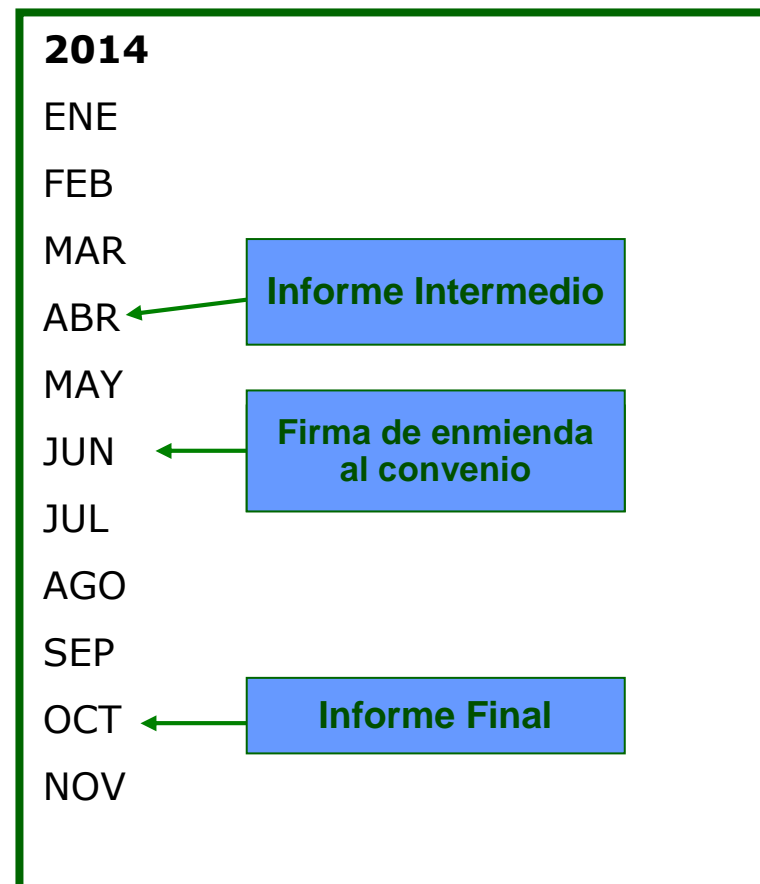 2014
ENE
FEB
MAR
Informe Intermedio
ABR
MAY
Firma de enmienda
al convenio
JUN
JUL
AGO
SEP
OCT
Informe Final
NOV